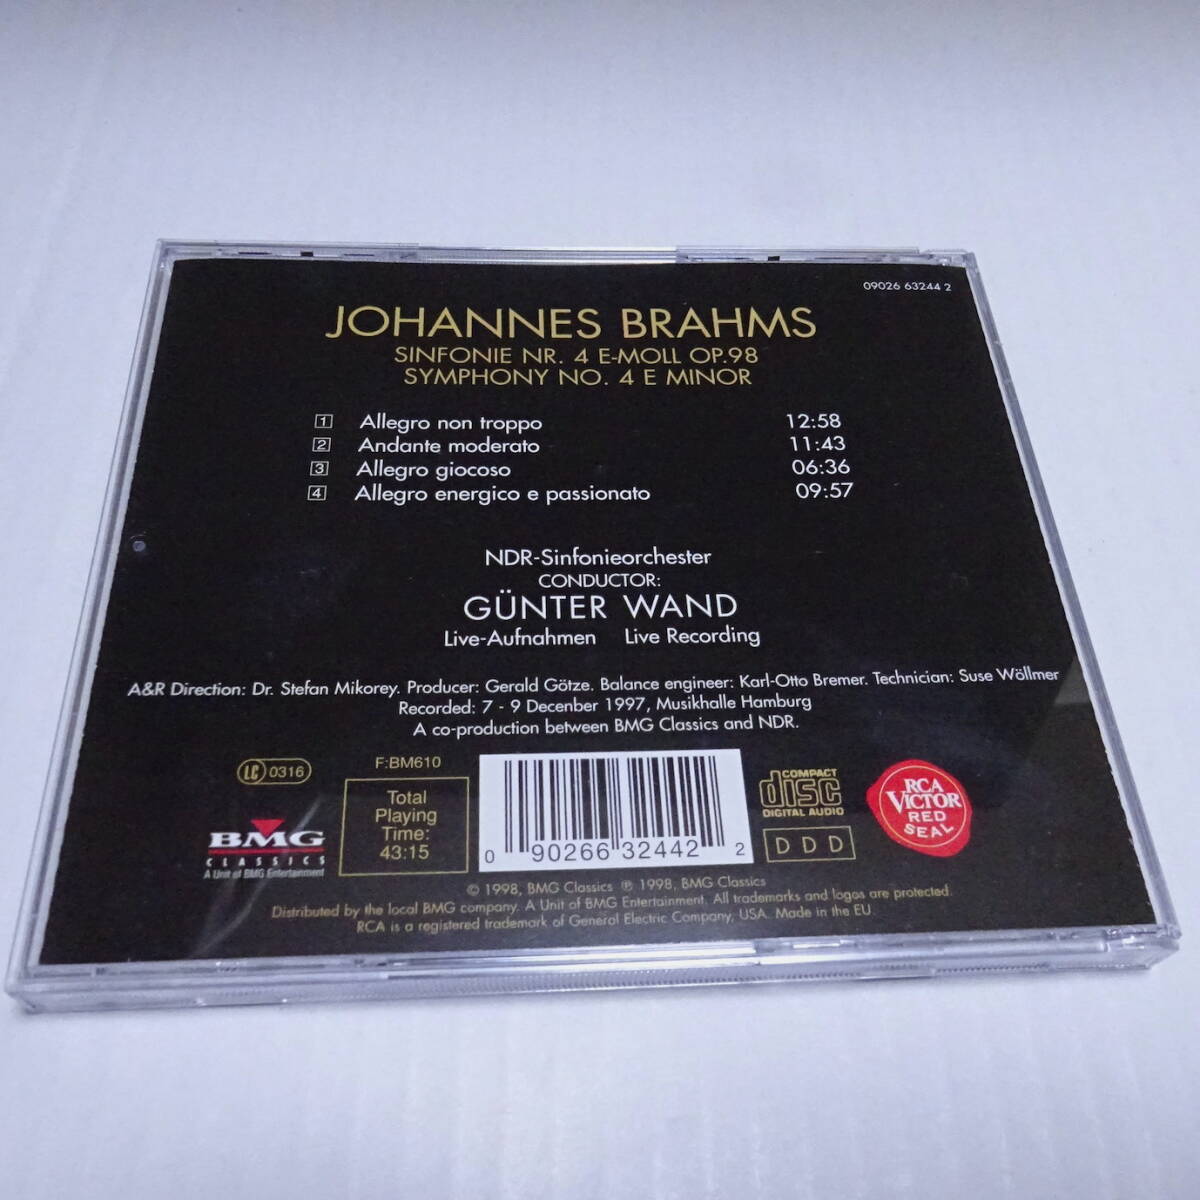 09026 63244 2
JOHANNES BRAHMS
SINFONIE NR. 4 E-MOLL OP.98
SYMPHONY NO. 4 E MINOR
1 Allegro non troppo 12:58
2 Andante moderato 11:43
3 Allegro giocoso 06:36
4 Allegro energico e passionato 09:57
NDR-Sinfonieorchester
CONDUCTOR:
GÜNTER WAND
Live-Aufnahmen Live Recording
A&R Direction: Dr. Stefan Mikorey. Producer: Gerald Götze. Balance engineer: Karl-Otto Bremer. Technician: Suse Wöllmer
Recorded: 7 - 9 Decenber 1997, Musikhalle Hamburg
A co-production between BMG Classics and NDR.
LC 0316
F:BM610
Total
Playing
Time:
43:15
BMG
CLASSICS
A Unit of BMG Entertainment
0 90266 32442 2
COMPACT
disc
DIGITAL AUDIO
DDD
RCA
VICTOR
RED
SEAL
© 1998, BMG Classics ℗ 1998, BMG Classics
Distributed by the local BMG company. A Unit of BMG Entertainment. All trademarks and logos are protected.
RCA is a registered trademark of General Electric Company, USA. Made in the EU